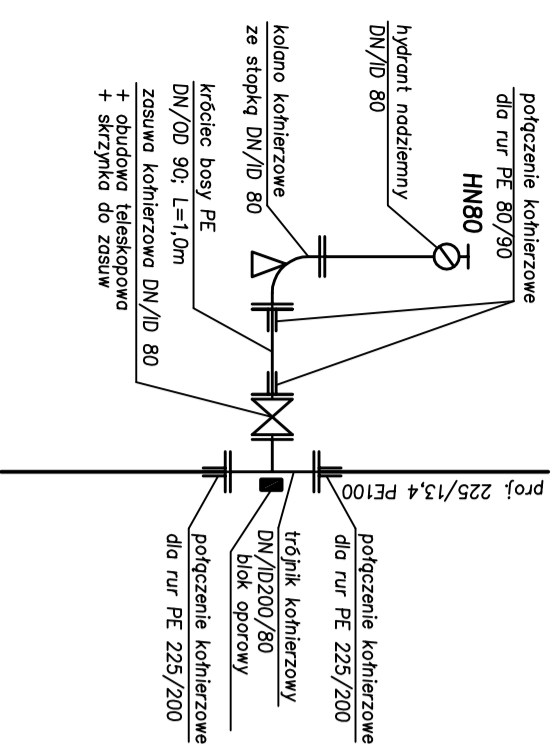 połączenie kołnierzowe
dla rur PE 80/90
HN80
hydrant nadziemny
DN/ID 80
kolano kołnierzowe
ze stopką DN/ID 80
króciec bosy PE
DN/OD 90; L=1,0m
zasuwa kołnierzowa DN/ID 80
+ obudowa teleskopowa
+ skrzynka do zasuw
proj. 225/13,4 PE100
połączenie kołnierzowe
dla rur PE 225/200
trójnik kołnierzowy
DN/ID200/80
blok oporowy
połączenie kołnierzowe
dla rur PE 225/200